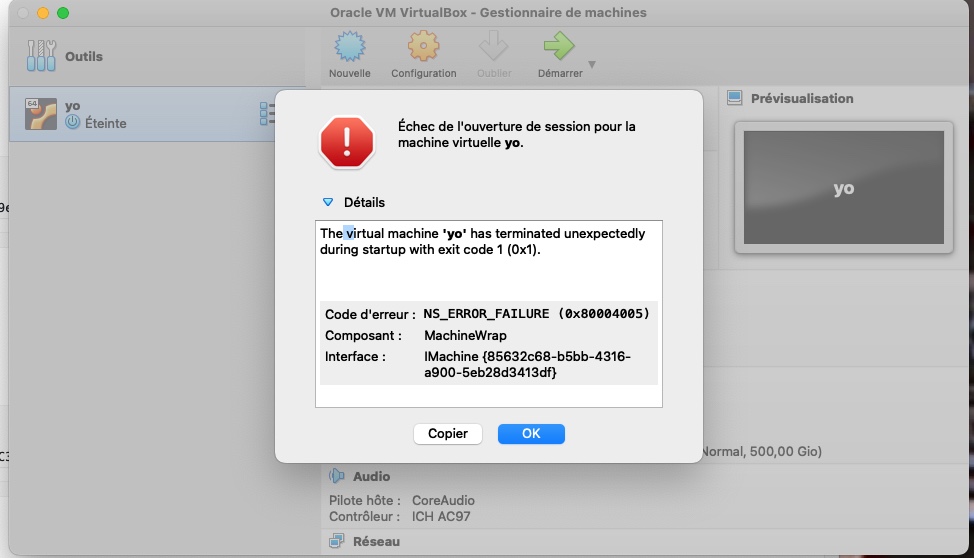 Oracle VM VirtualBox - Gestionnaire de machines
Outils
Nouvelle
Configuration
Oublier
Démarrer
64
yo
Éteinte
Prévisualisation
yo
Échec de l'ouverture de session pour la
machine virtuelle yo.
Détails
The virtual machine 'yo' has terminated unexpectedly
during startup with exit code 1 (0x1).
Code d'erreur : NS_ERROR_FAILURE (0x80004005)
Composant : MachineWrap
Interface : IMachine {85632c68-b5bb-4316-
a900-5eb28d3413df}
Copier
OK
Normal, 500,00 Gio)
Audio
Pilote hôte : CoreAudio
Contrôleur : ICH AC97
Réseau